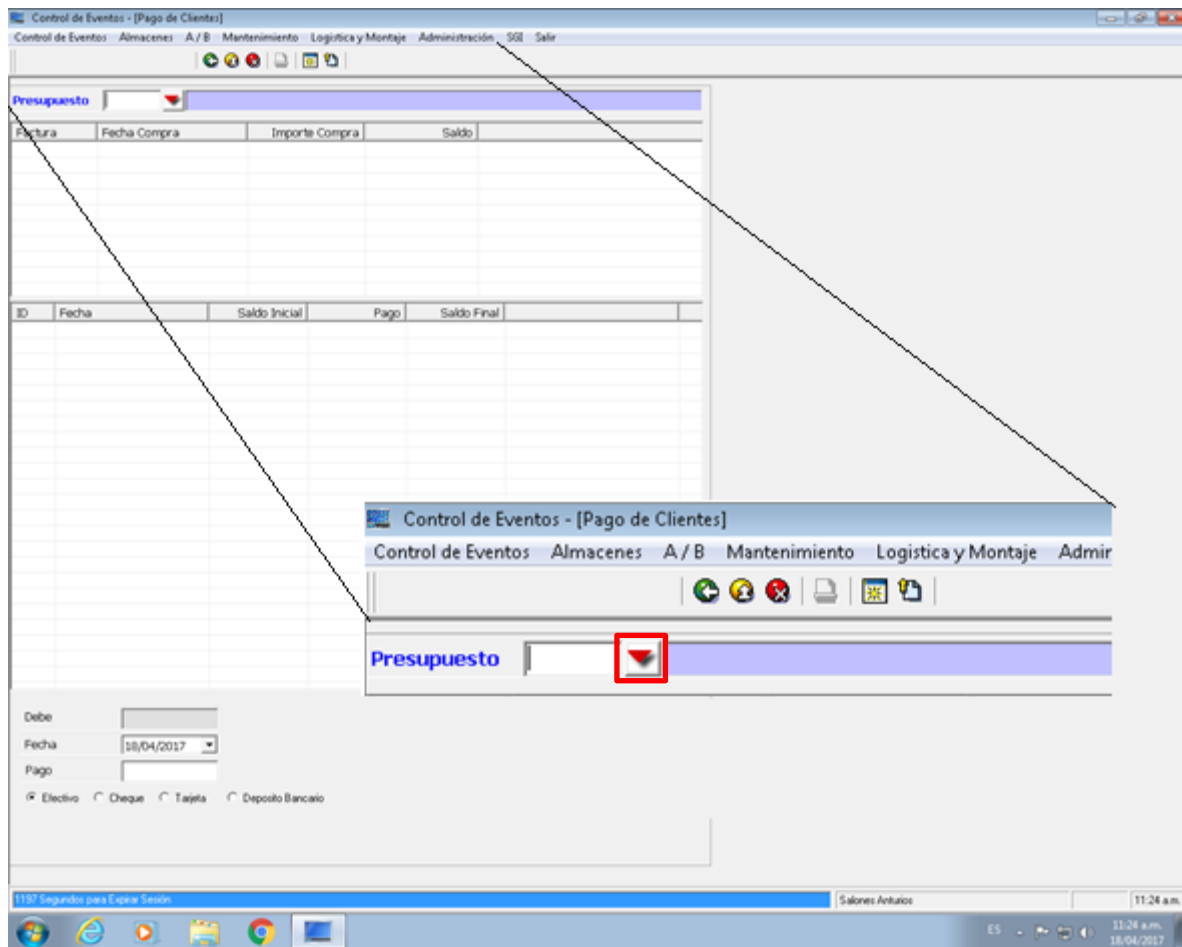 Control de Eventos - [Pago de Clientes]
Control de Eventos Almacenes A / B Mantenimiento Logistica y Montaje Administración SGI Salir
Presupuesto
Factura Fecha Compra Importe Compra Saldo
ID Fecha Saldo Inicial Pago Saldo Final
Control de Eventos - [Pago de Clientes]
Control de Eventos Almacenes A / B Mantenimiento Logistica y Montaje Admin
Presupuesto
Debe
Fecha 18/04/2017
Pago
Efectivo Cheque Tarjeta Deposito Bancario
1197 Segundos para Expirar Sesión Salones Anturios 11:24 a.m.
ES 11:24 a.m.
18/04/2017